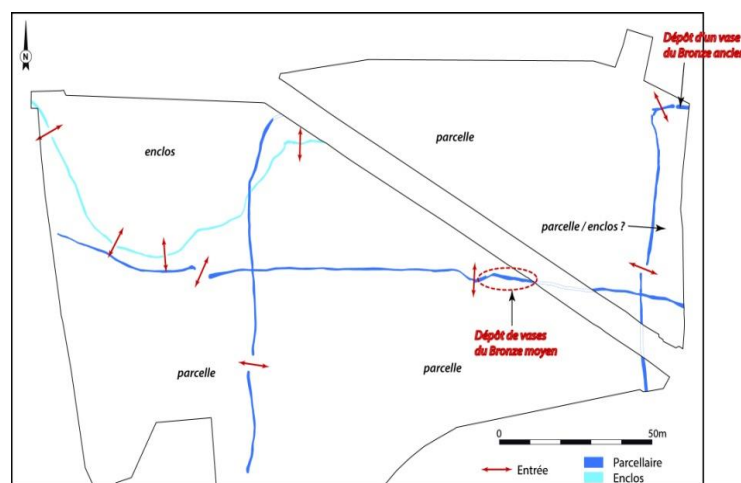 Dépôt d'un vase
du Bronze ancien
N
enclos
parcelle
parcelle / enclos ?
Dépôt de vases
du Bronze moyen
parcelle
parcelle
0
50m
Entrée
Parcellaire
Enclos